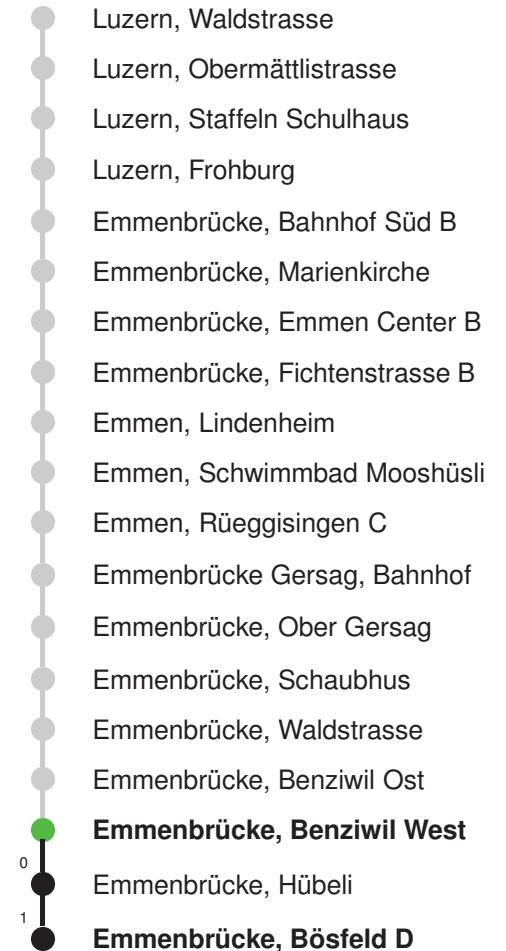 Luzern, Waldstrasse
Luzern, Obermättlistrasse
Luzern, Staffeln Schulhaus
Luzern, Frohburg
Emmenbrücke, Bahnhof Süd B
Emmenbrücke, Marienkirche
Emmenbrücke, Emmen Center B
Emmenbrücke, Fichtenstrasse B
Emmen, Lindenheim
Emmen, Schwimmbad Mooshüsli
Emmen, Rüeggisingen C
Emmenbrücke Gersag, Bahnhof
Emmenbrücke, Ober Gersag
Emmenbrücke, Schaubhus
Emmenbrücke, Waldstrasse
Emmenbrücke, Benziwil Ost
Emmenbrücke, Benziwil West
0
Emmenbrücke, Hübeli
1
Emmenbrücke, Bösfeld D